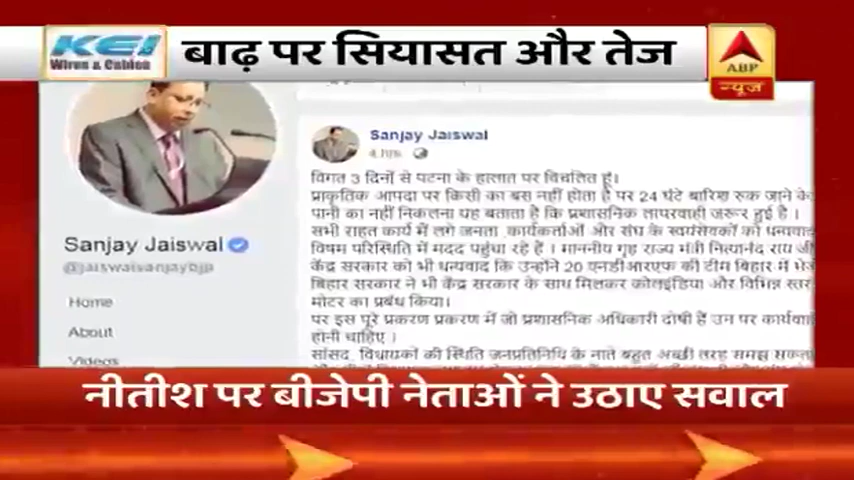 KEI
Wires & Cables
बाढ़ पर सियासत और तेज
ABP
न्यूज़
Sanjay Jaiswal
4 hrs
विगत 3 दिनों से पटना के हालात पर विचलित हूं।
प्राकृतिक आपदा पर किसी का बस नहीं होता है पर 24 घंटे बारिश रुक जाने के
पानी का नहीं निकलना यह बताता है कि प्रशासनिक लापरवाही जरूर हुई है ।
सभी राहत कार्य में लगे जनता, कार्यकर्ताओं और संघ के स्वयंसेवकों को धन्यवाद
विषम परिस्थिति में मदद पहुंचा रहे हैं । माननीय गृह राज्य मंत्री नित्यानंद राय जी
केंद्र सरकार को भी धन्यवाद कि उन्होंने 20 एनडीआरएफ की टीम बिहार में भेज
बिहार सरकार ने भी केंद्र सरकार के साथ मिलकर कोलइंडिया और विभिन्न स्तर
मोटर का प्रबंध किया।
पर इस पूरे प्रकरण प्रकरण में जो प्रशासनिक अधिकारी दोषी हैं उन पर कार्यवा
होनी चाहिए ।
सांसद, विधायकों की स्थिति जनप्रतिनिधि के नाते बहुत अच्छी तरह समझ सकता
Sanjay Jaiswal
@jaiswalsanjaybjp
Home
About
Videos
नीतीश पर बीजेपी नेताओं ने उठाए सवाल